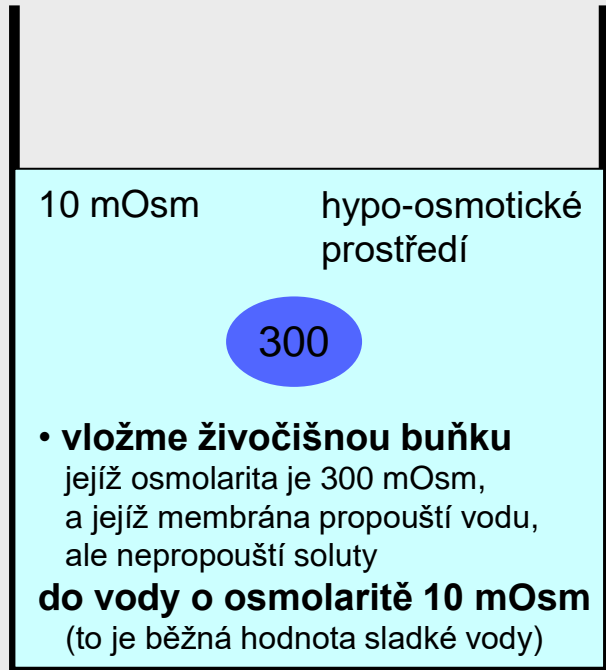 10 mOsm hypo-osmotické
prostředí
300
• vložme živočišnou buňku
jejíž osmolarita je 300 mOsm,
a jejíž membrána propouští vodu,
ale nepropouští soluty
do vody o osmolaritě 10 mOsm
(to je běžná hodnota sladké vody)